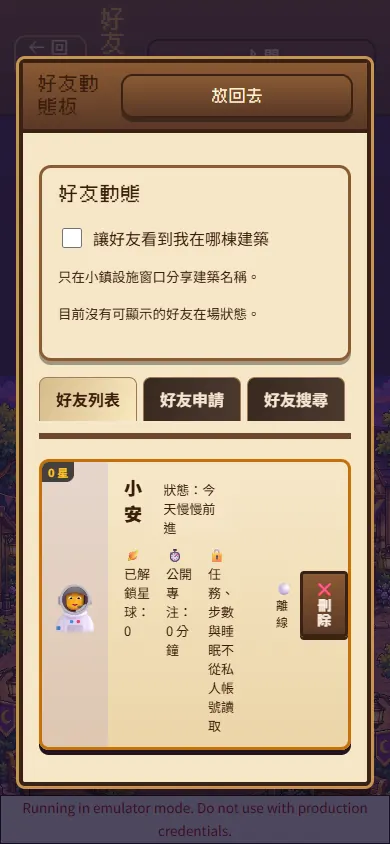 好友
← 回
好友動
態板
放回去
好友動態
讓好友看到我在哪棟建築
只在小鎮設施窗口分享建築名稱。
目前沒有可顯示的好友在場狀態。
好友列表
好友申請
好友搜尋
0 星
小安
狀態：今天慢慢前進
已解鎖星球：0
公開專注：0 分鐘
任務、步數與睡眠不從私人帳號讀取
離線
刪除
Running in emulator mode. Do not use with production
credentials.